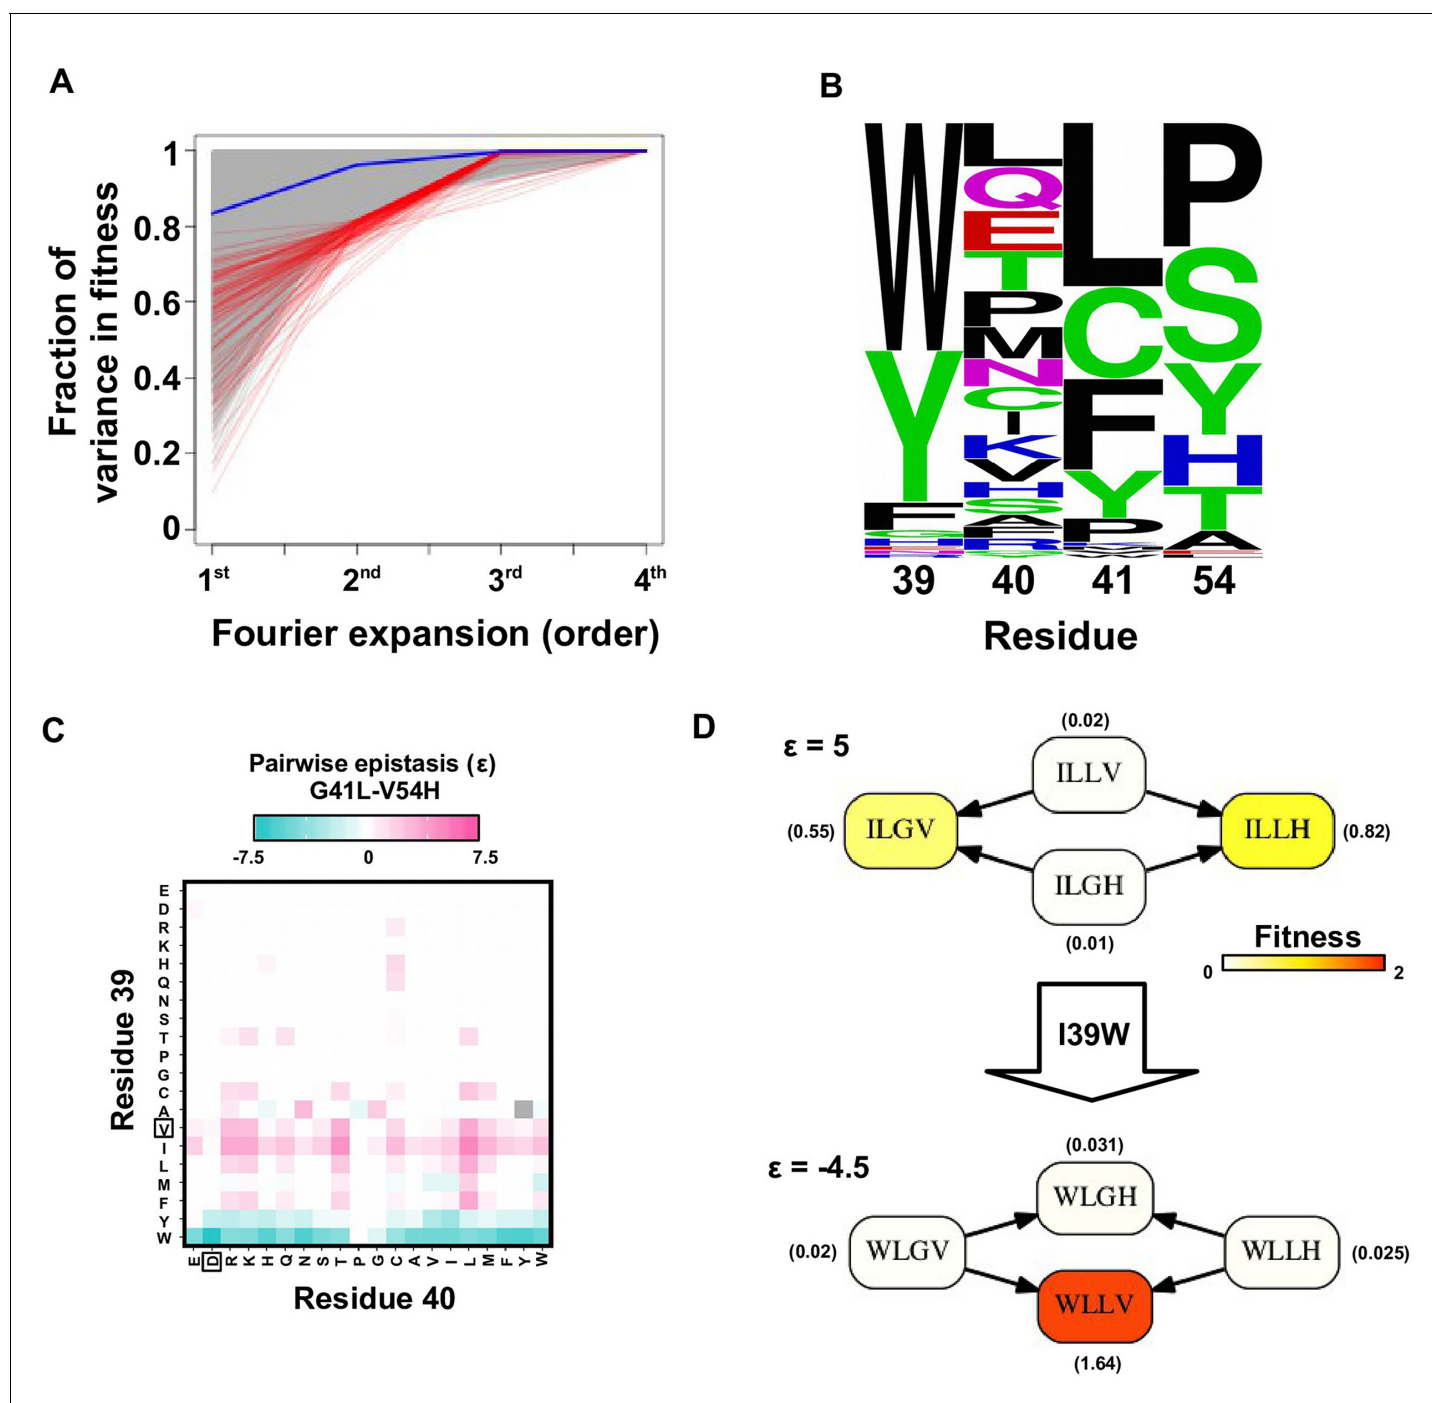 A
Fraction of
variance in fitness
1
0.8
0.6
0.4
0.2
0
1st
2nd
3rd
4th
Fourier expansion (order)
B
W
Y
F
L
Q
E
T
P
M
N
C
I
K
V
H
S
A
F
R
L
C
F
Y
P
P
S
Y
H
T
A
39 40 41 54
Residue
C
Pairwise epistasis (ε)
G41L-V54H
-7.5 0 7.5
Residue 39
E
D
R
K
H
Q
N
S
T
P
G
C
A
V
I
L
M
F
Y
W
E D R K H Q N S T P G C A V I L M F Y W
Residue 40
D
ε = 5
(0.02)
ILLV
(0.55) ILGV
ILLH (0.82)
ILGH
(0.01)
Fitness
0 2
I39W
ε = -4.5
(0.031)
WLGH
(0.02) WLGV
WLLH (0.025)
WLLV
(1.64)